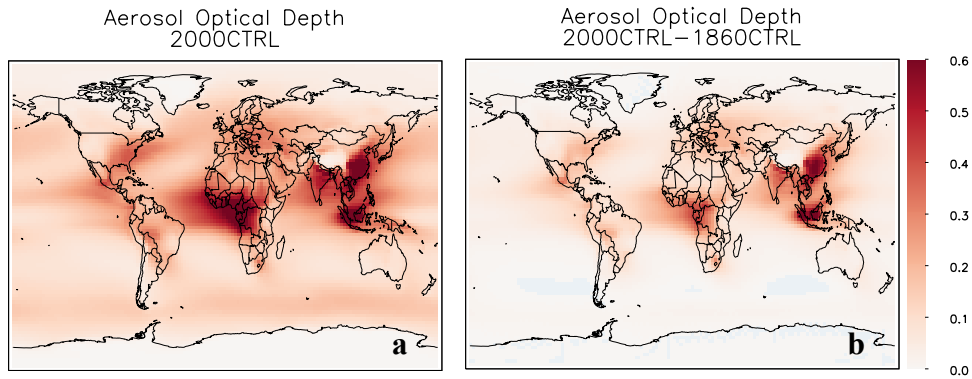 Aerosol Optical Depth
2000CTRL
Aerosol Optical Depth
2000CTRL−1860CTRL
a
b
0.6
0.5
0.4
0.3
0.2
0.1
0.0